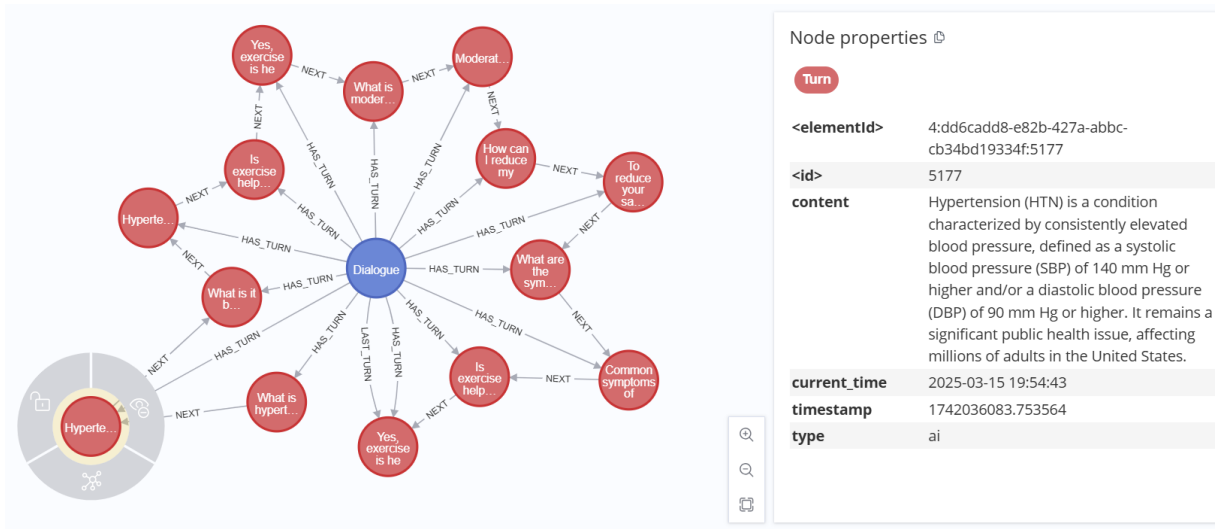 Yes,
exercise
is he
NEXT
What is
moder...
NEXT
Moderat...
NEXT
NEXT
HAS_TURN
HAS_TURN
HAS_TURN
How can
I reduce
my
NEXT
To
reduce
your
sa...
Is
exercise
help...
NEXT
HAS_TURN
HAS_TURN
HAS_TURN
NEXT
Hyperte...
HAS_TURN
Dialogue
HAS_TURN
What are
the
sym...
NEXT
What is it
b...
HAS_TURN
NEXT
HAS_TURN
HAS_TURN
HAS_TURN
HAS_TURN
NEXT
LAST_TURN
HAS_TURN
Is
exercise
help...
NEXT
Common
symptoms
of
What is
hypert...
NEXT
Hyperte...
NEXT
Yes,
exercise
is he
Node properties
Turn
<elementId> 4:dd6cadd8-e82b-427a-abbc-
cb34bd19334f:5177
<id> 5177
content Hypertension (HTN) is a condition
characterized by consistently elevated
blood pressure, defined as a systolic
blood pressure (SBP) of 140 mm Hg or
higher and/or a diastolic blood pressure
(DBP) of 90 mm Hg or higher. It remains a
significant public health issue, affecting
millions of adults in the United States.
current_time 2025-03-15 19:54:43
timestamp 1742036083.753564
type ai